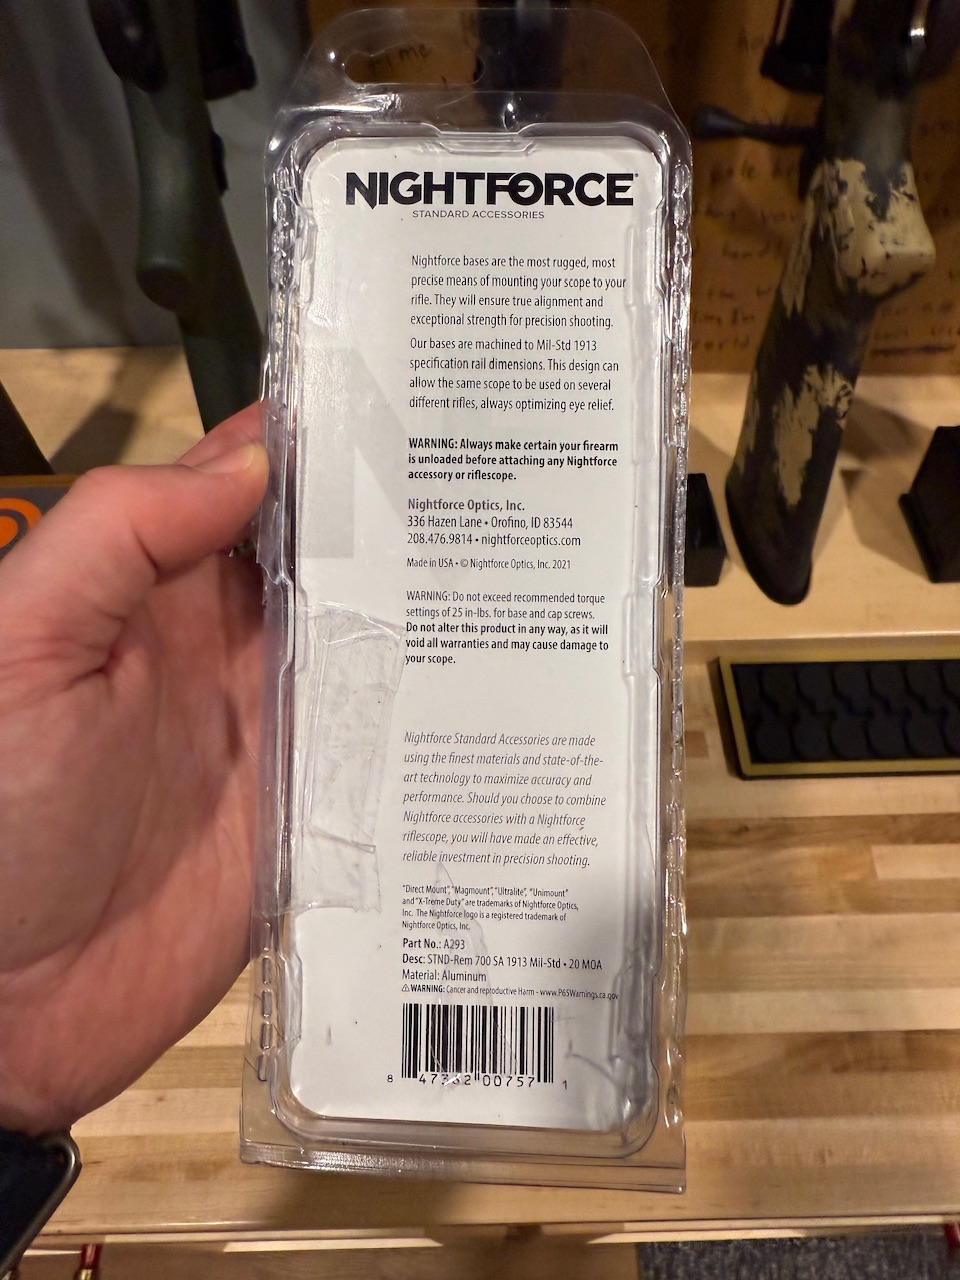 NIGHTFORCE
STANDARD ACCESSORIES
Nightforce bases are the most rugged, most
precise means of mounting your scope to your
rifle. They will ensure true alignment and
exceptional strength for precision shooting.
Our bases are machined to Mil-Std 1913
specification rail dimensions. This design can
allow the same scope to be used on several
different rifles, always optimizing eye relief.
WARNING: Always make certain your firearm
is unloaded before attaching any Nightforce
accessory or riflescope.
Nightforce Optics, Inc.
336 Hazen Lane • Orofino, ID 83544
208.476.9814 • nightforceoptics.com
Made in USA • © Nightforce Optics, Inc. 2021
WARNING: Do not exceed recommended torque
settings of 25 in-lbs. for base and cap screws.
Do not alter this product in any way, as it will
void all warranties and may cause damage to
your scope.
Nightforce Standard Accessories are made
using the finest materials and state-of-the-
art technology to maximize accuracy and
performance. Should you choose to combine
Nightforce accessories with a Nightforce
riflescope, you will have made an effective,
reliable investment in precision shooting.
"Direct Mount", "Magmount", "Ultralite", "Unimount"
and "X-Treme Duty" are trademarks of Nightforce Optics,
Inc. The Nightforce logo is a registered trademark of
Nightforce Optics, Inc.
Part No.: A293
Desc: STND-Rem 700 SA 1913 Mil-Std • 20 MOA
Material: Aluminum
⚠ WARNING: Cancer and reproductive Harm - www.P65Warnings.ca.gov
8 47362 00757 1